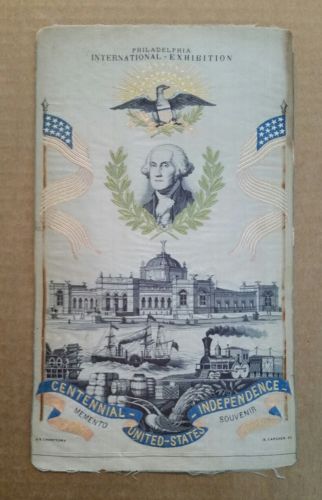 PHILADELPHIA
INTERNATIONAL - EXHIBITION
CENTENNIAL - INDEPENDENCE
MEMENTO SOUVENIR
UNITED-STATES